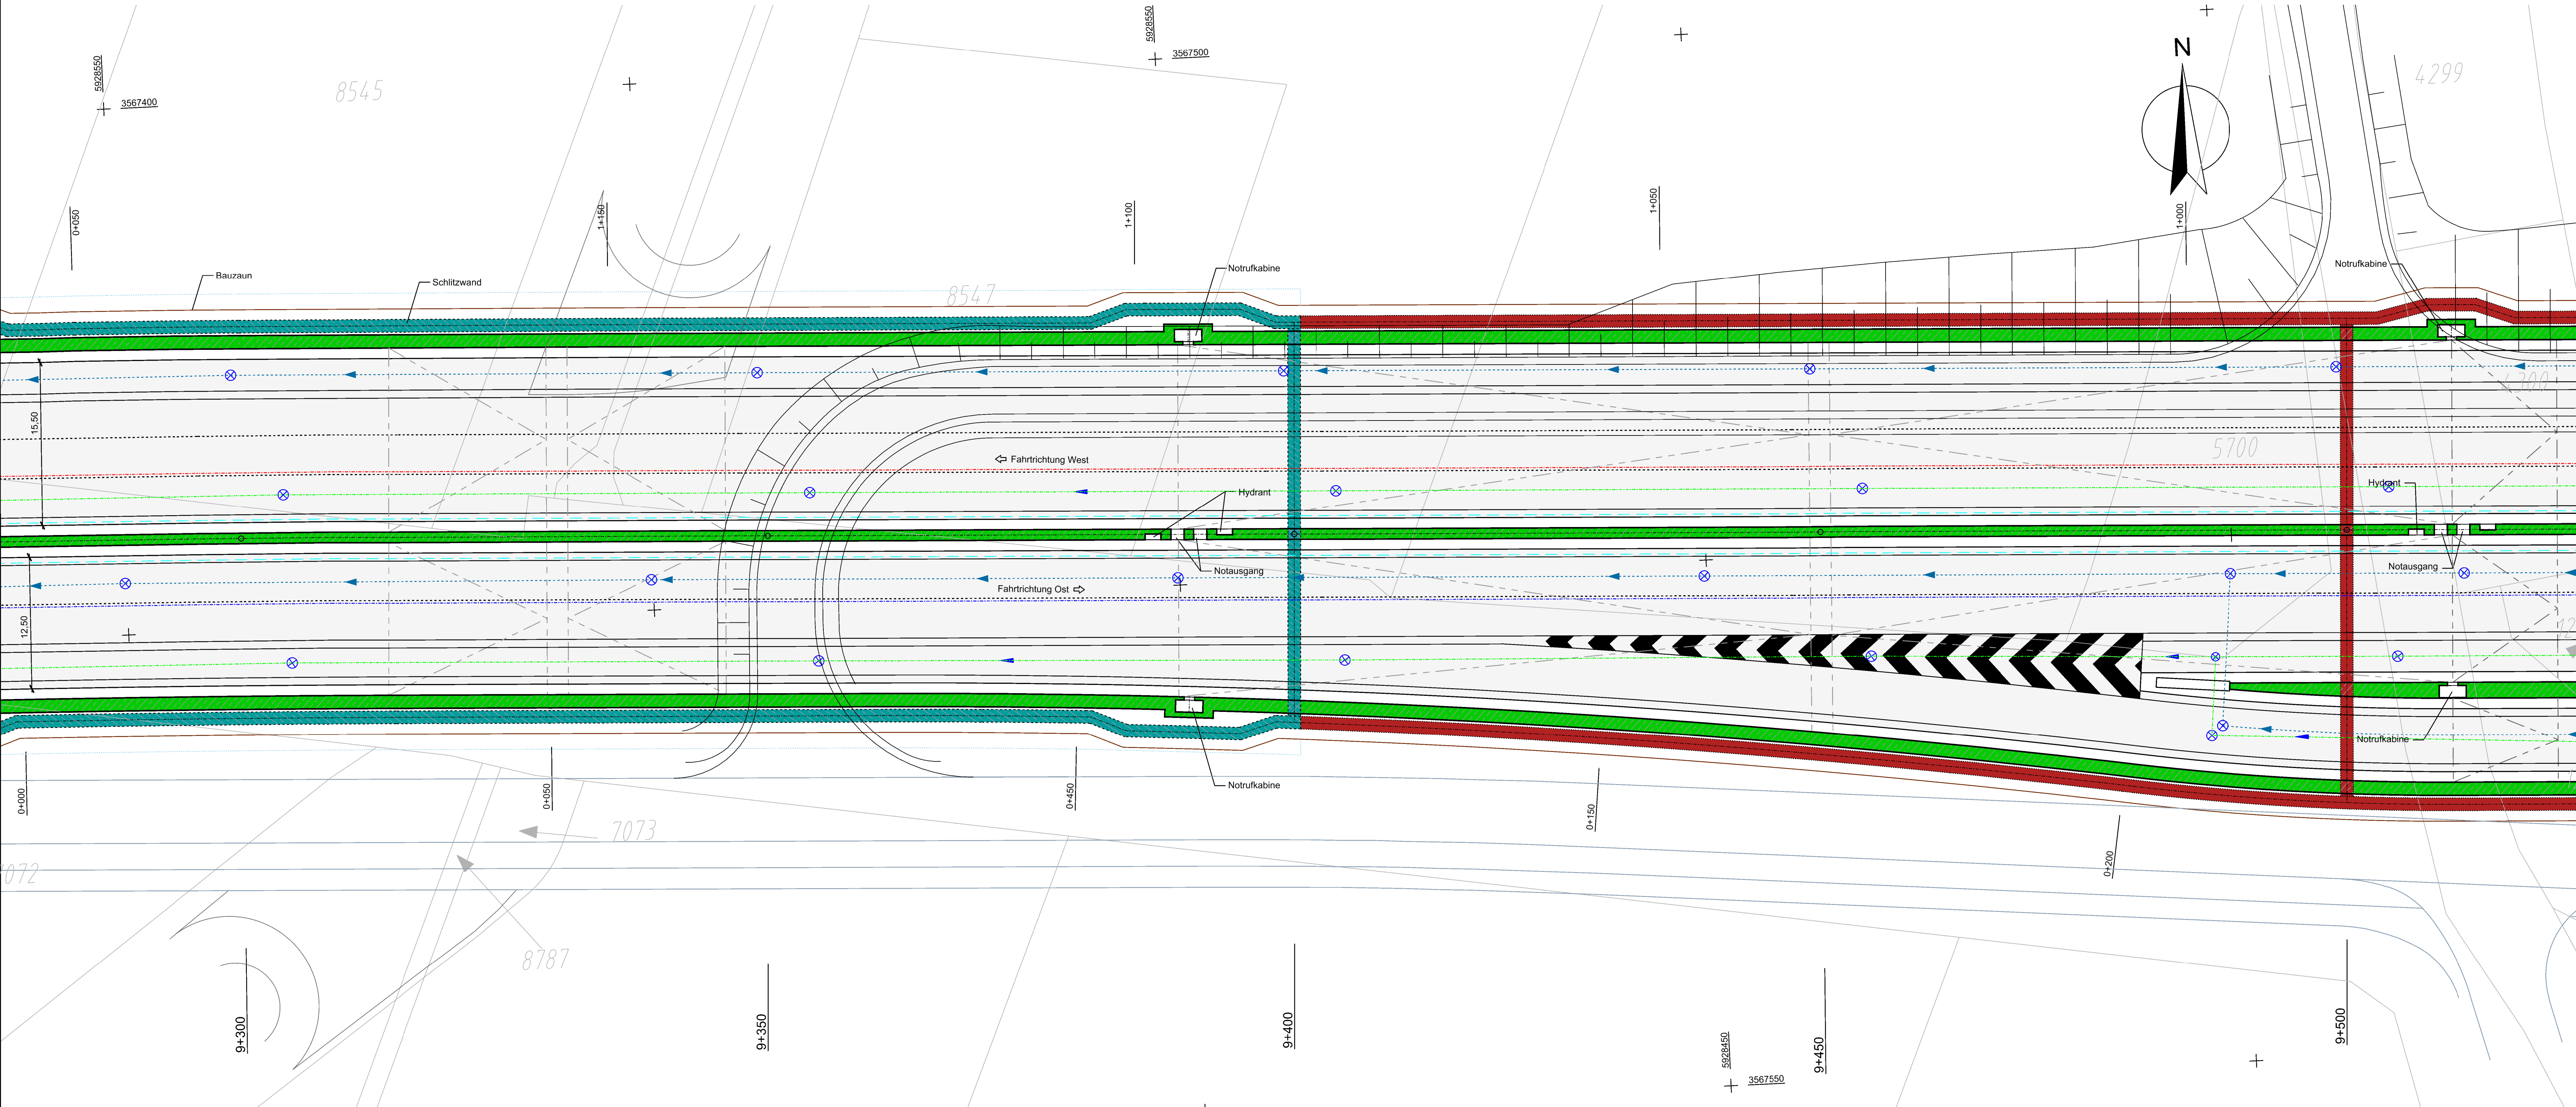 5928550
3567400
8545
5928550
3567500
N
4299
0+050
1+150
1+100
1+050
1+000
Bauzaun
Schlitzwand
8547
Notrufkabine
Notrufkabine
4300
15.50
5700
Fahrtrichtung West
Hydrant
Hydrant
Notausgang
Notausgang
Fahrtrichtung Ost
12.50
Notrufkabine
Notrufkabine
0+000
0+050
0+450
0+150
0+200
7073
7072
8787
9+300
9+350
9+400
9+450
9+500
5928450
3567550